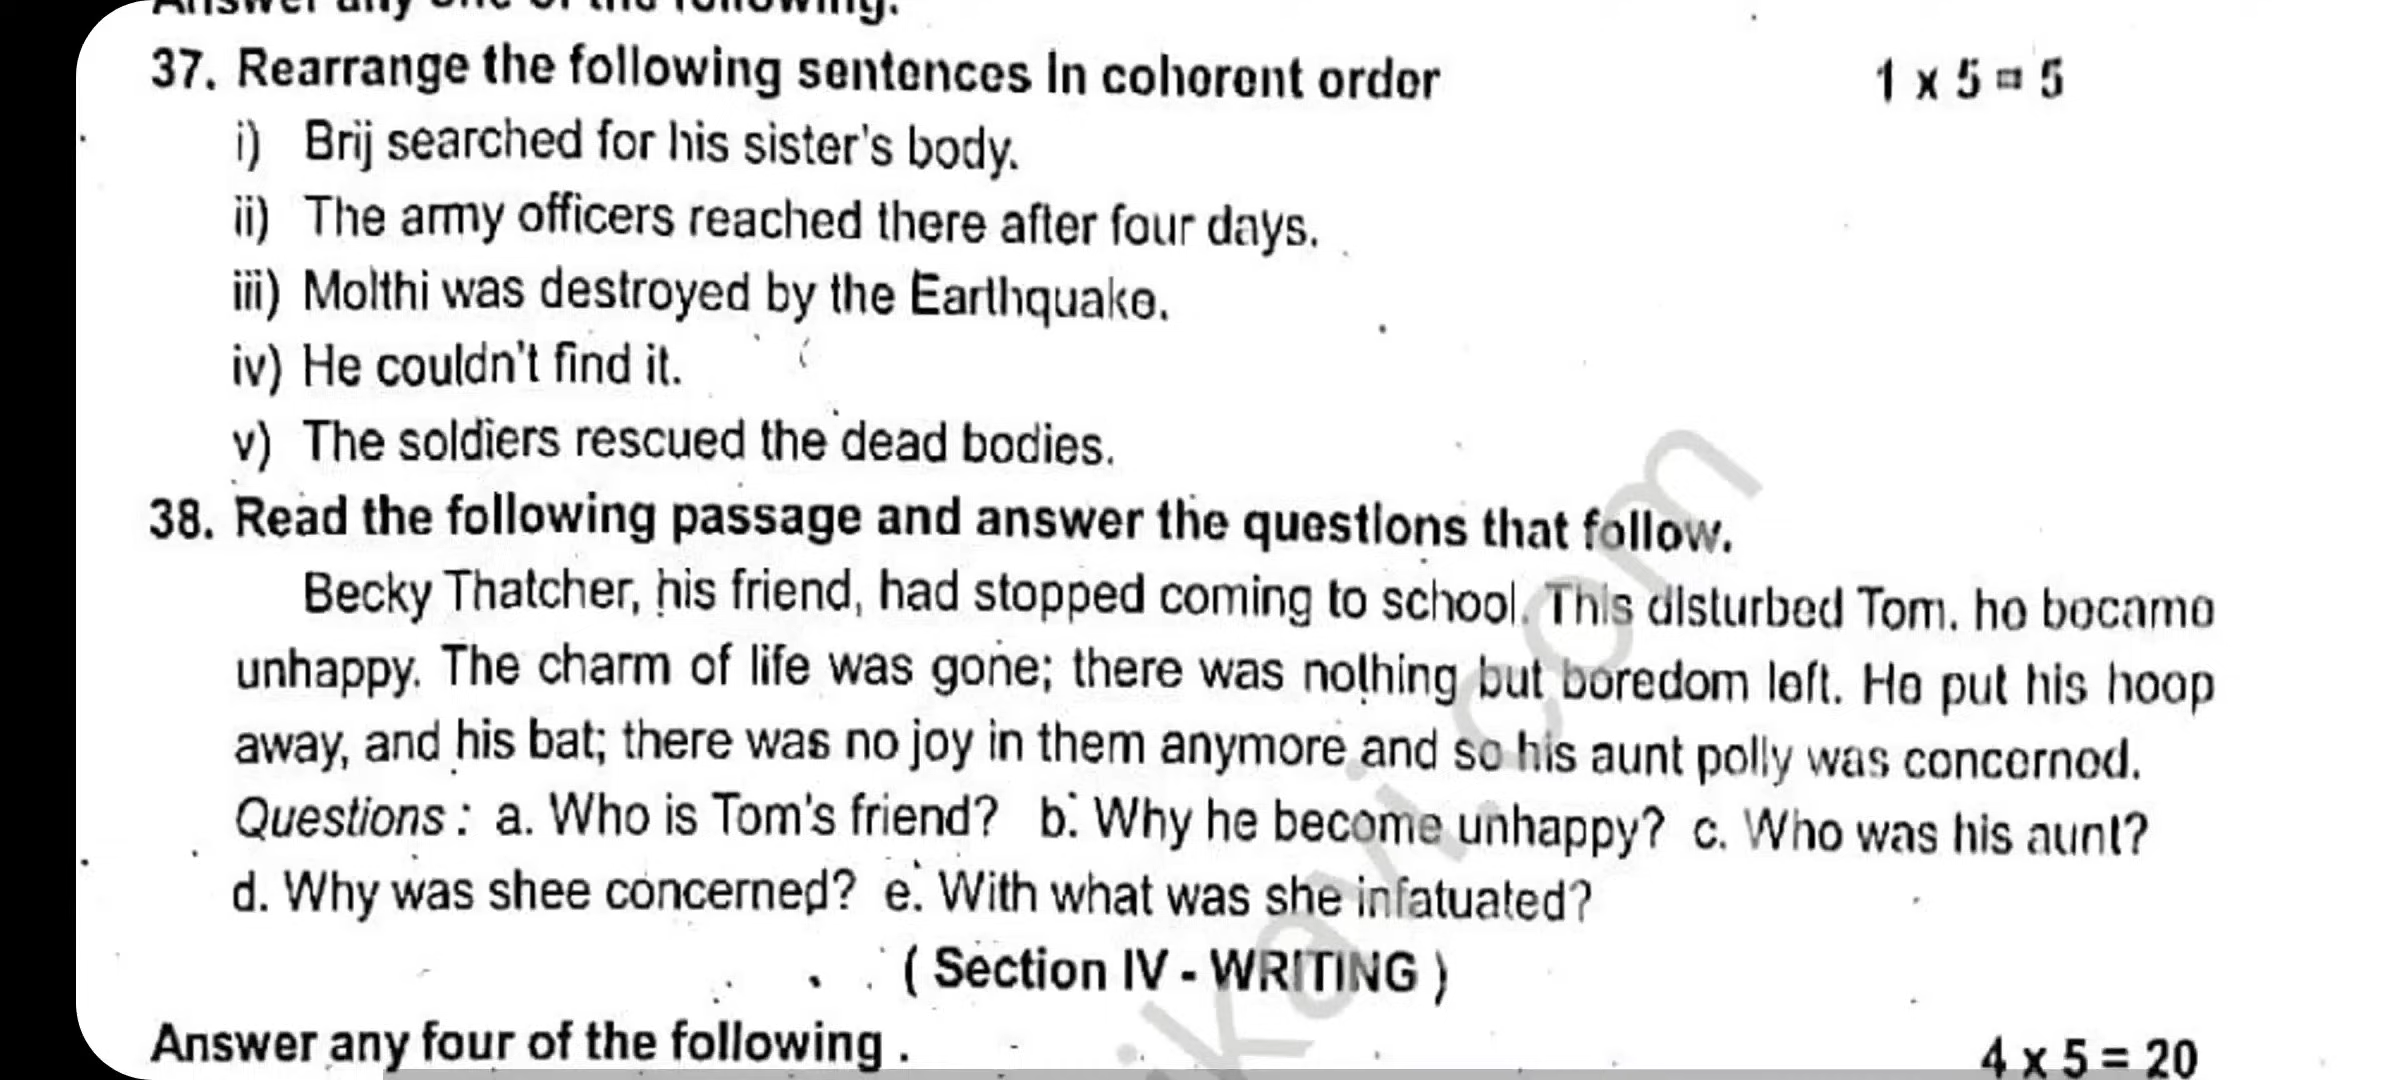 Answer any one of the following.
37. Rearrange the following sentences In coherent order 1 x 5 = 5
i) Brij searched for his sister's body.
ii) The army officers reached there after four days.
iii) Molthi was destroyed by the Earthquake.
iv) He couldn't find it.
v) The soldiers rescued the dead bodies.
38. Read the following passage and answer the questions that follow.
Becky Thatcher, his friend, had stopped coming to school. This disturbed Tom. he became
unhappy. The charm of life was gone; there was nothing but boredom left. He put his hoop
away, and his bat; there was no joy in them anymore and so his aunt polly was concerned.
Questions : a. Who is Tom's friend? b. Why he become unhappy? c. Who was his aunt?
d. Why was shee concerned? e. With what was she infatuated?
( Section IV - WRITING )
Answer any four of the following . 4 x 5 = 20